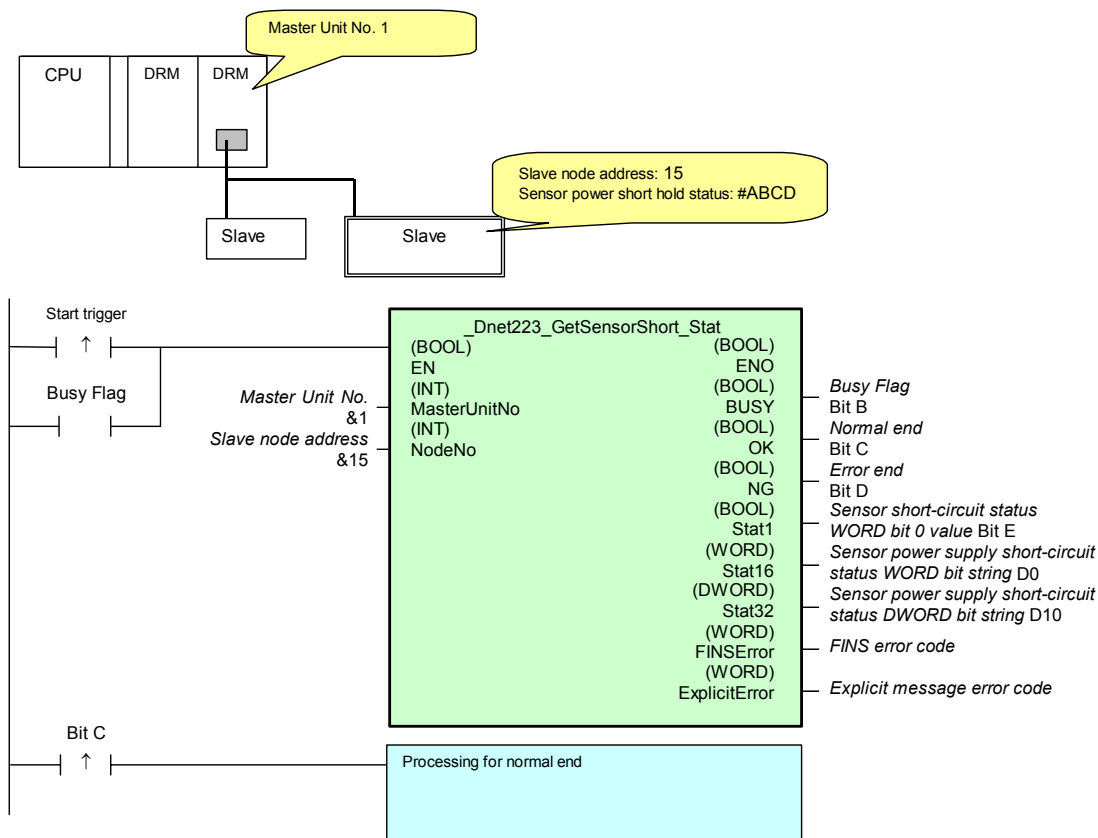 Master Unit No. 1
CPU
DRM
DRM
Slave node address: 15
Sensor power short hold status: #ABCD
Slave
Slave
Start trigger
↑
Busy Flag
Master Unit No.
&1
Slave node address
&15
_Dnet223_GetSensorShort_Stat
(BOOL)
EN
(INT)
MasterUnitNo
(INT)
NodeNo
(BOOL)
ENO
(BOOL)
BUSY
(BOOL)
OK
(BOOL)
NG
(BOOL)
Stat1
(WORD)
Stat16
(DWORD)
Stat32
(WORD)
FINSError
(WORD)
ExplicitError
Busy Flag
Bit B
Normal end
Bit C
Error end
Bit D
Sensor short-circuit status
WORD bit 0 value Bit E
Sensor power supply short-circuit
status WORD bit string D0
Sensor power supply short-circuit
status DWORD bit string D10
FINS error code
Explicit message error code
Bit C
↑
Processing for normal end